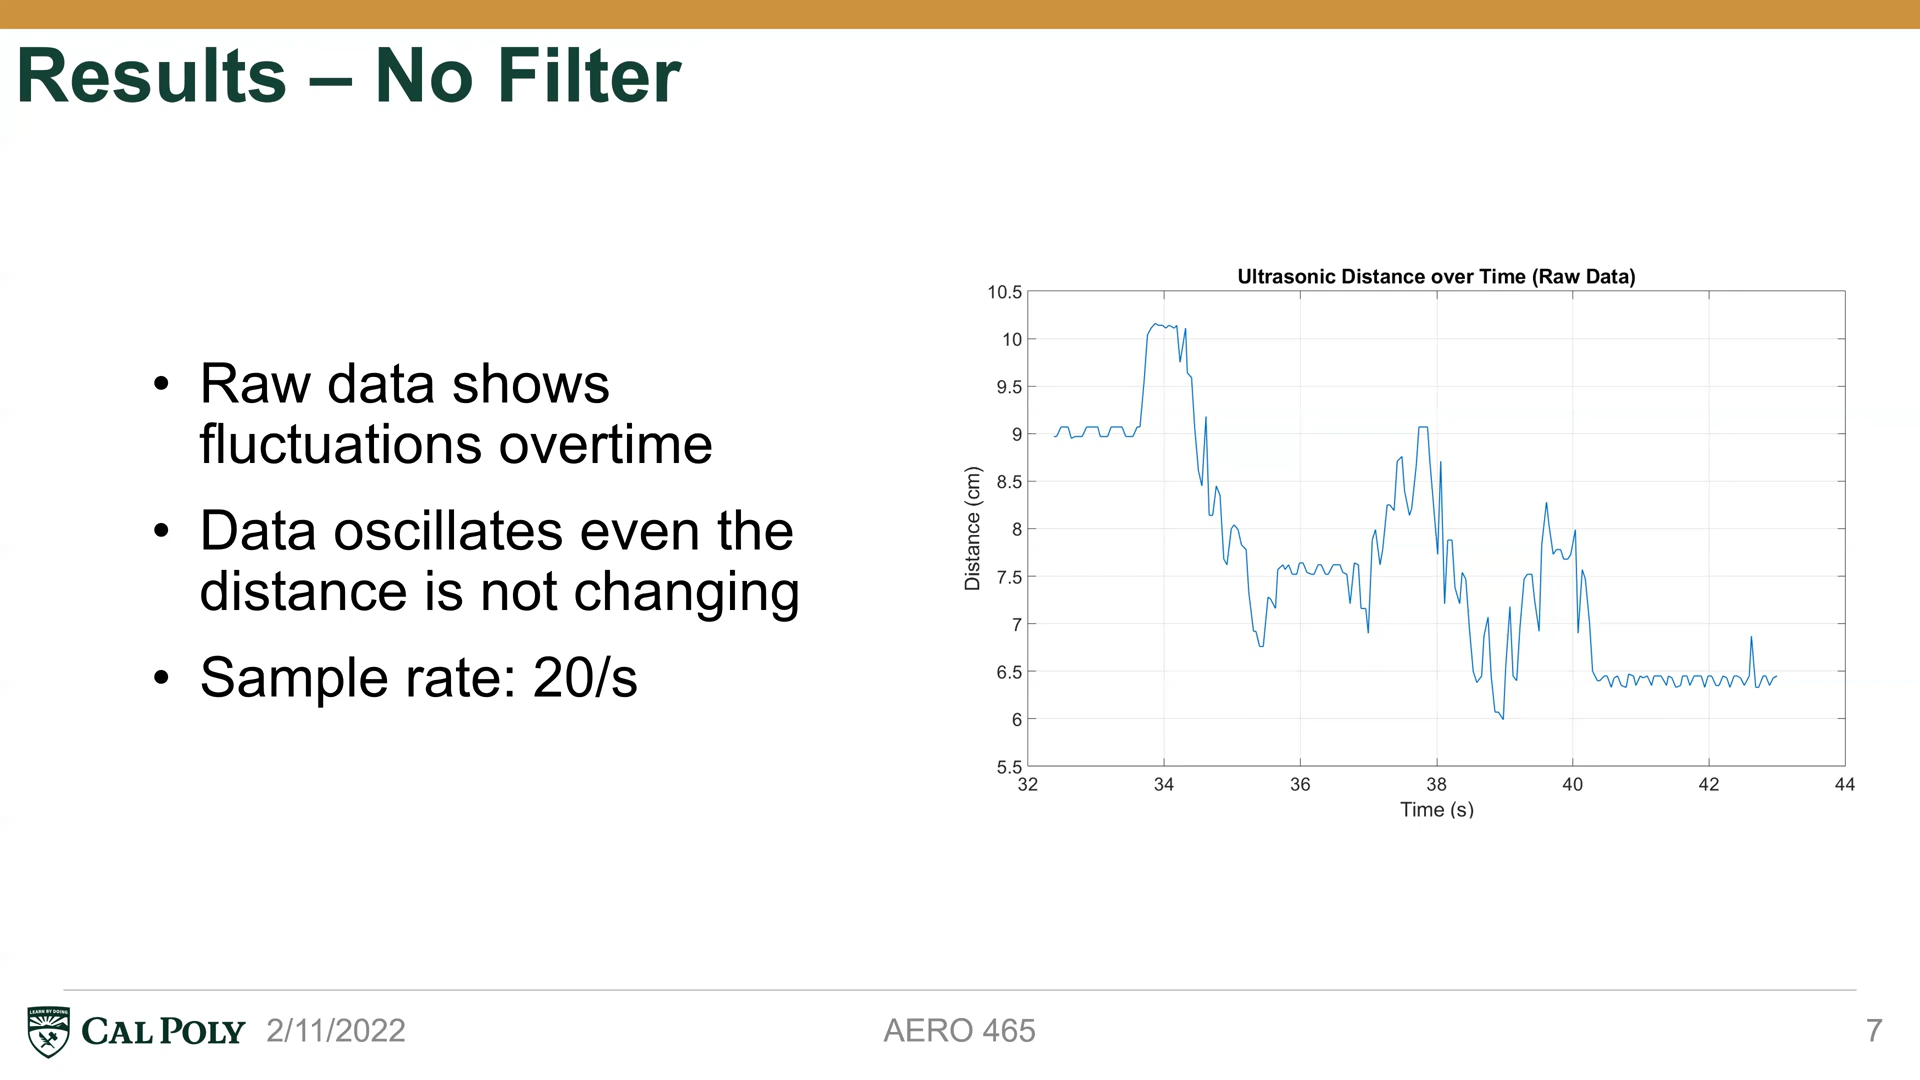 Results – No Filter
• Raw data shows
fluctuations overtime
• Data oscillates even the
distance is not changing
• Sample rate: 20/s
Ultrasonic Distance over Time (Raw Data)
10.5
10
9.5
9
8.5
8
7.5
7
6.5
6
5.5
Distance (cm)
32 34 36 38 40 42 44
Time (s)
LEARN BY DOING
CAL POLY 2/11/2022 AERO 465 7